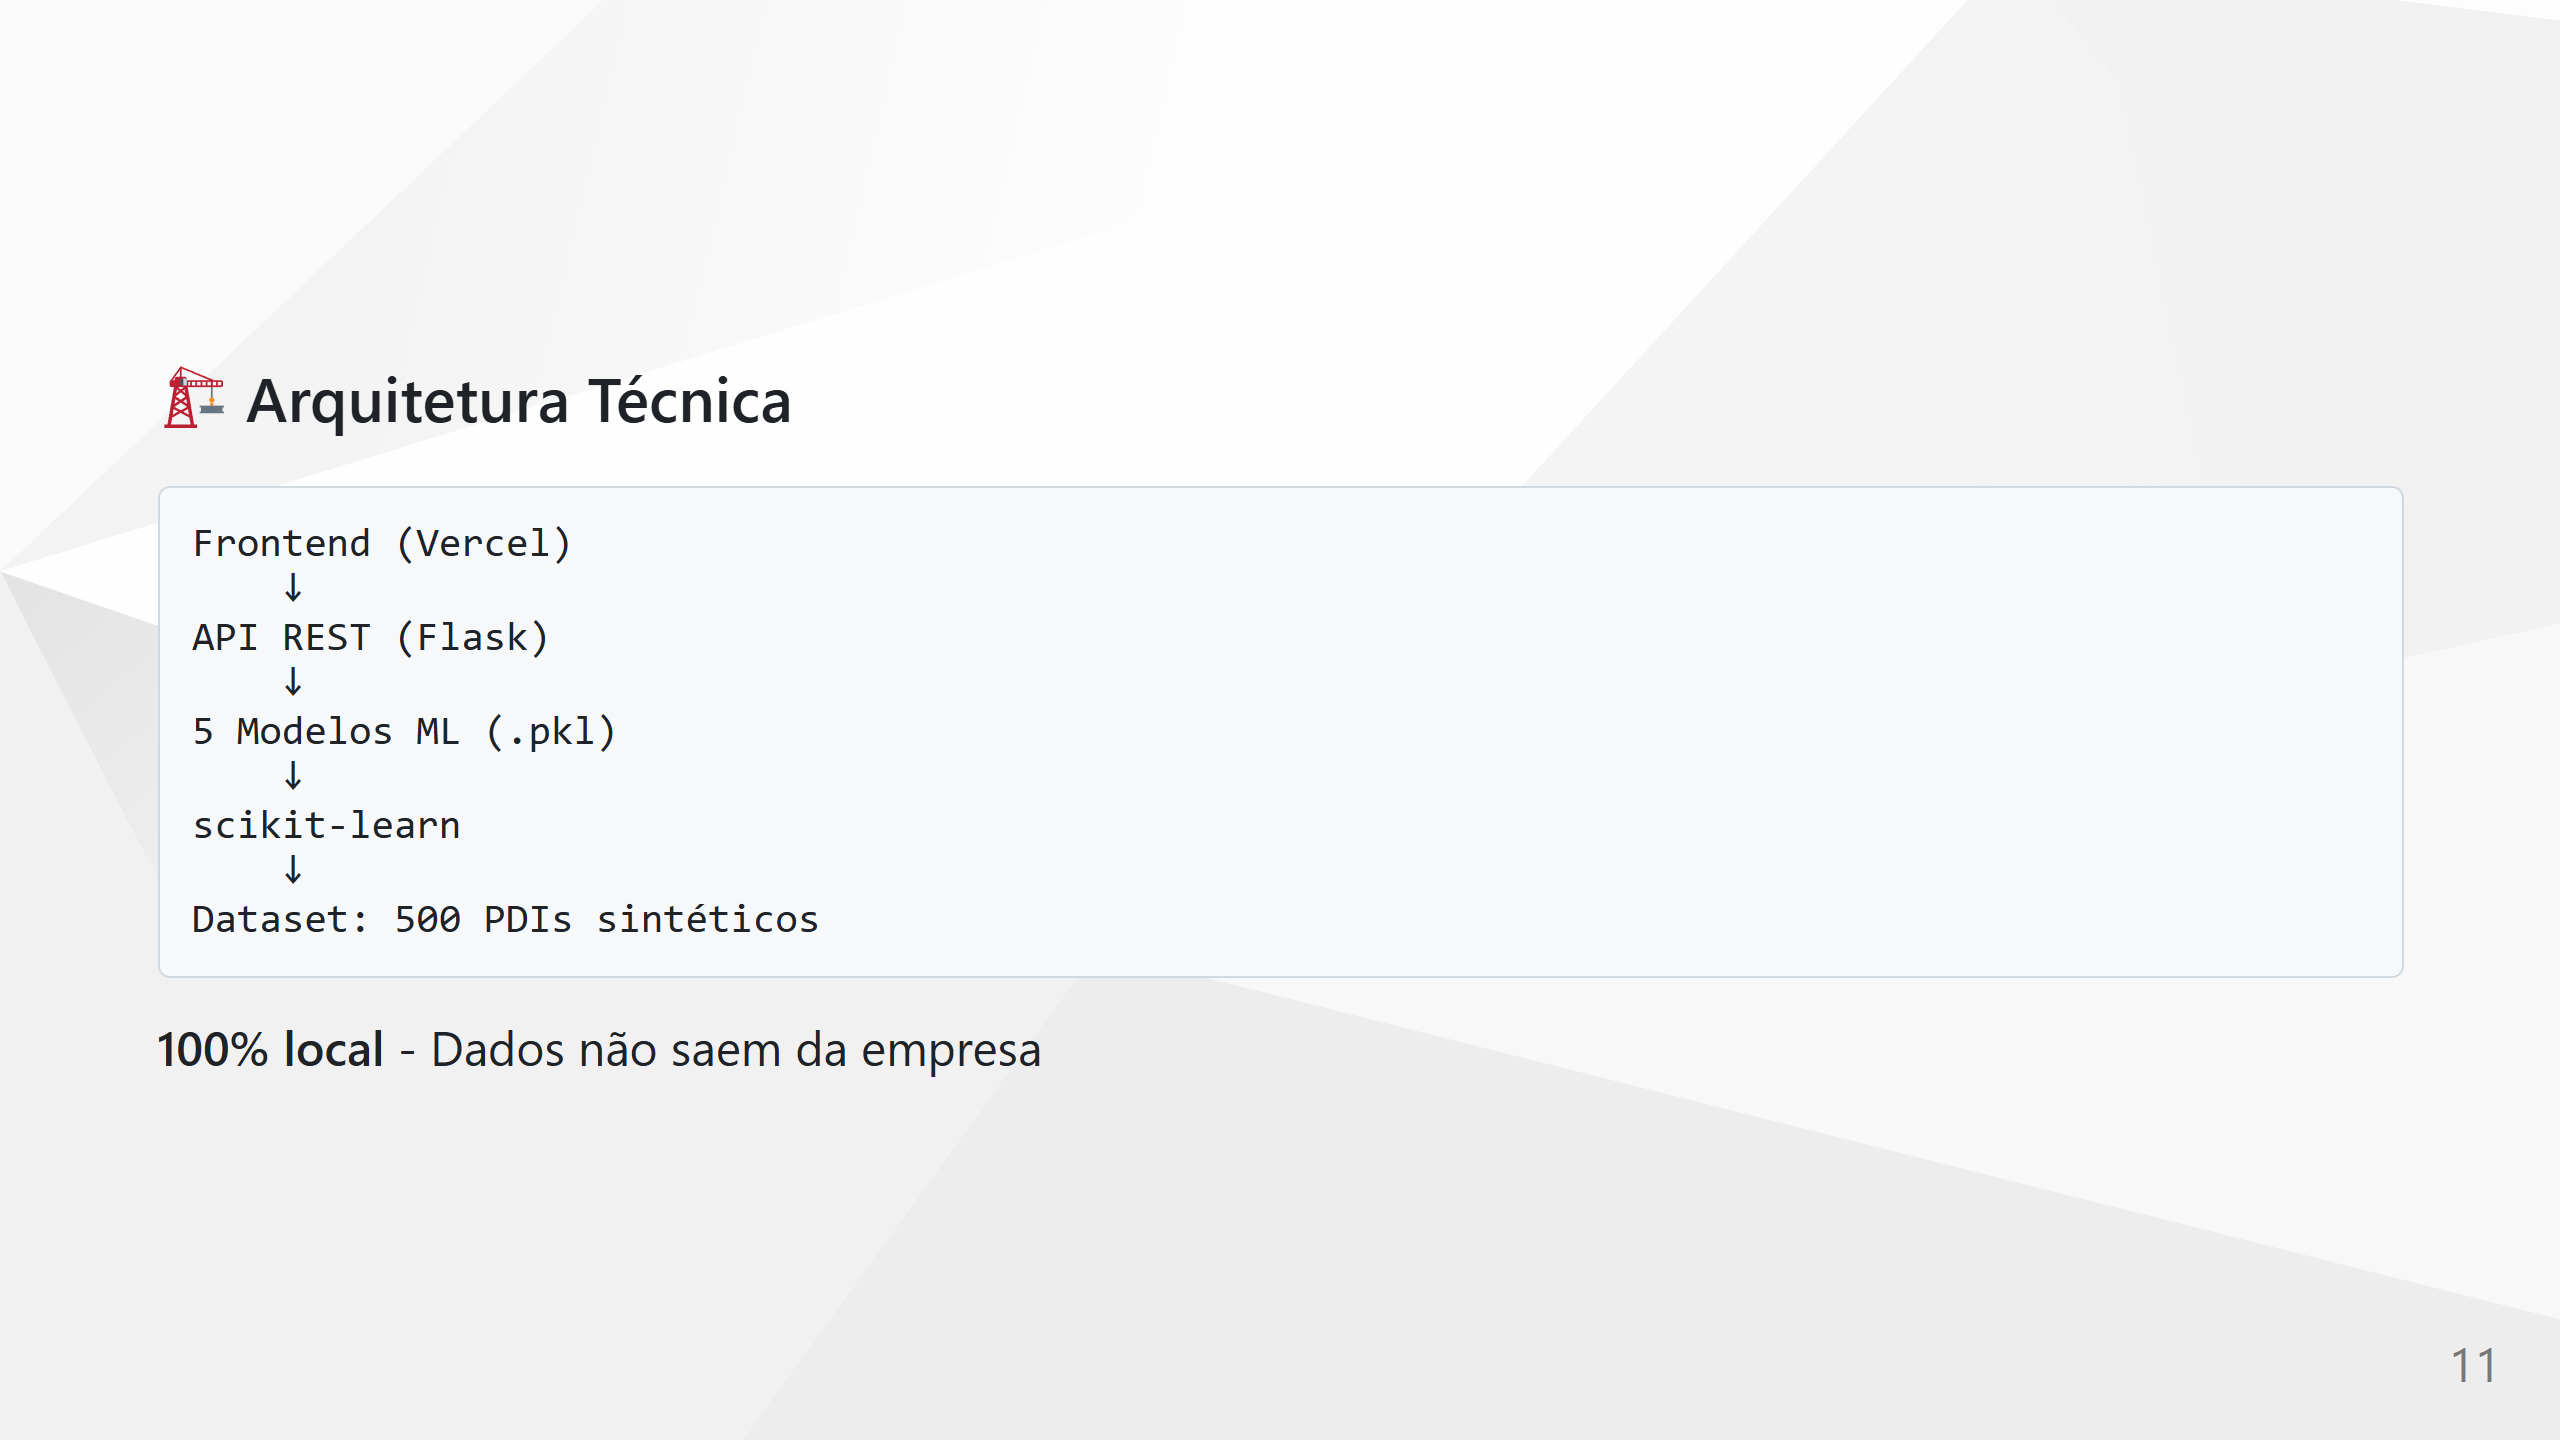 Arquitetura Técnica
Frontend (Vercel)
↓
API REST (Flask)
↓
5 Modelos ML (.pkl)
↓
scikit-learn
↓
Dataset: 500 PDIs sintéticos
100% local - Dados não saem da empresa
11